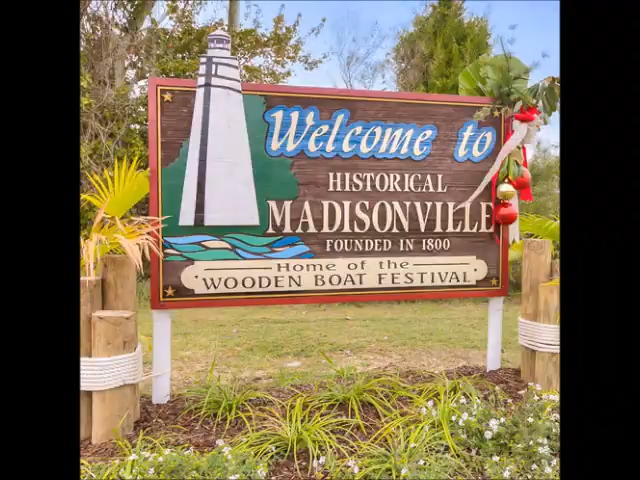 Welcome to
HISTORICAL
MADISONVILLE
FOUNDED IN 1800
Home of the
WOODEN BOAT FESTIVAL